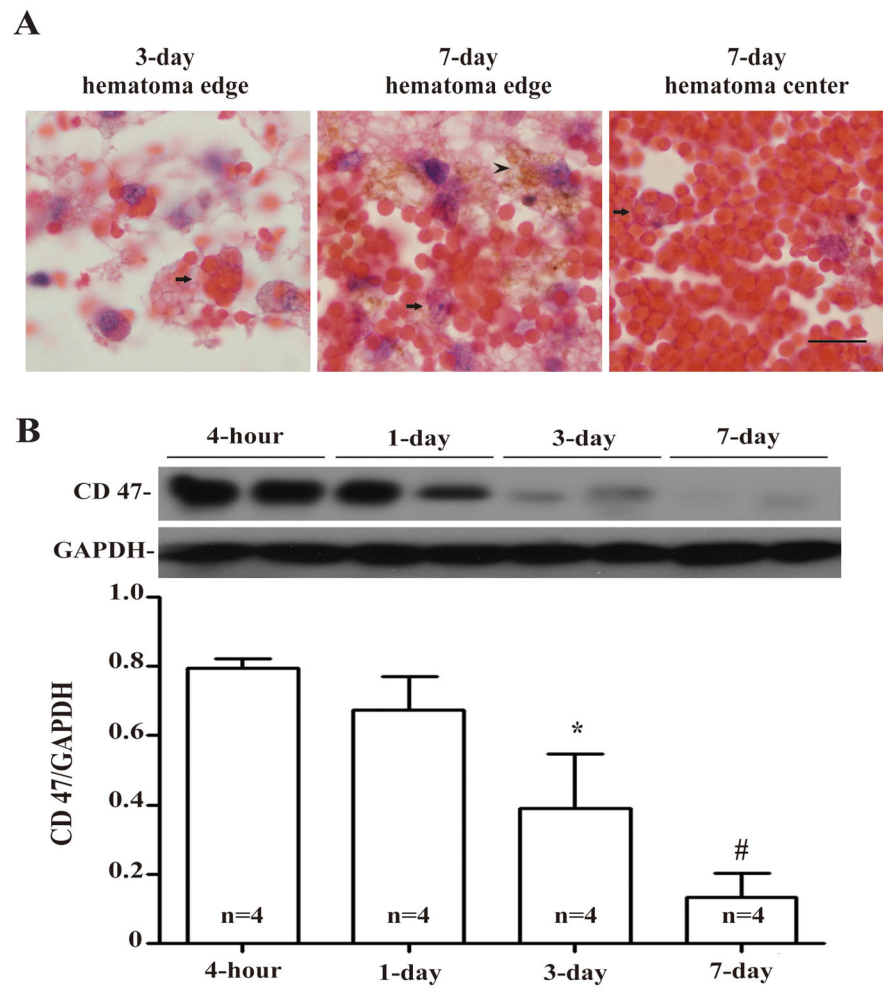 A
3-day
hematoma edge
7-day
hematoma edge
7-day
hematoma center
B
4-hour 1-day 3-day 7-day
CD 47-
GAPDH-
1.0
0.8
0.6
0.4
0.2
0
CD 47/GAPDH
*
#
n=4 n=4 n=4 n=4
4-hour 1-day 3-day 7-day